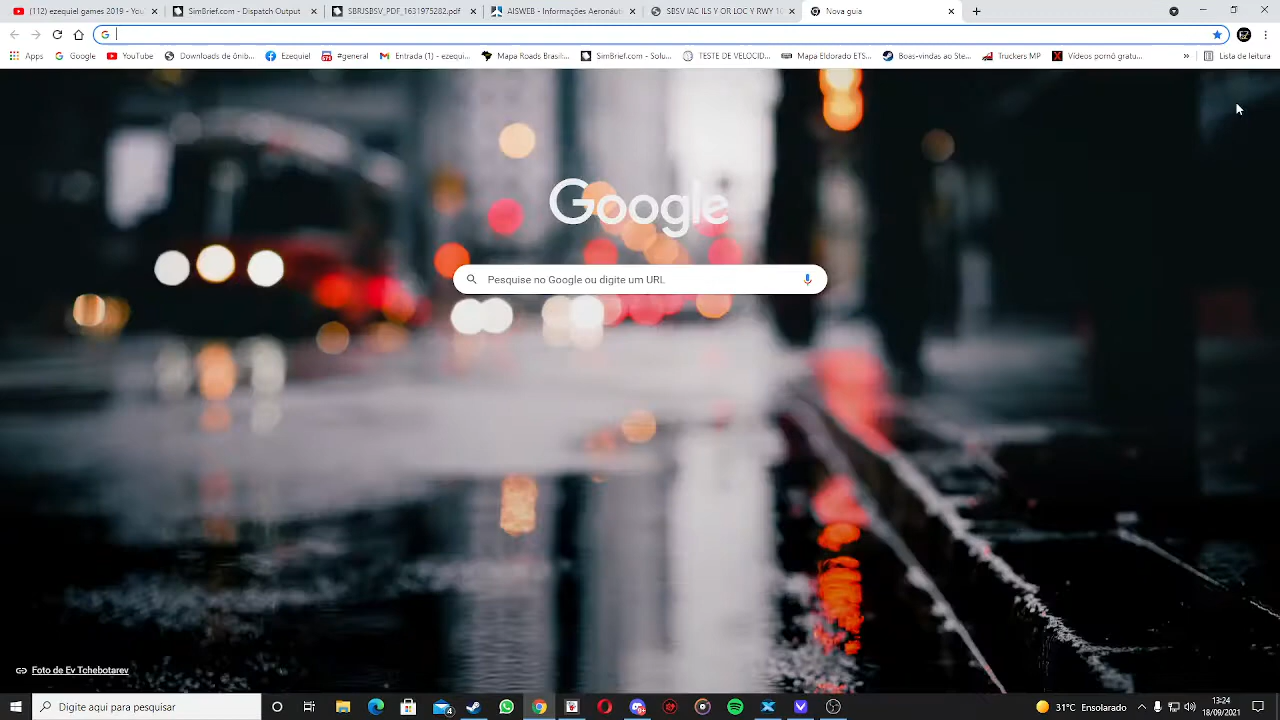 (112) ezequiel games 2019 - You
SimBrief.com - Dispatch Output
SBRJSBSV_PDF_1631975282.pdf
AISWEB - Informações Aeronáut
SBSV IAC ILS Y OR LOC Y RWY 10
Nova guia
Apps
Google
YouTube
Downloads de ônib...
Ezequiel
#general
Entrada (1) - ezequi...
Mapa Roads Brasil...
SimBrief.com - Solu...
TESTE DE VELOCID...
Mapa Eldorado ETS...
Boas-vindas ao Ste...
Truckers MP
Vídeos pornô gratu...
»
Lista de leitura
Google
Pesquise no Google ou digite um URL
Foto de Ev Tchebotarev
Digite aqui para pesquisar
4
31°C Ensolarado
13:24
18/09/2021